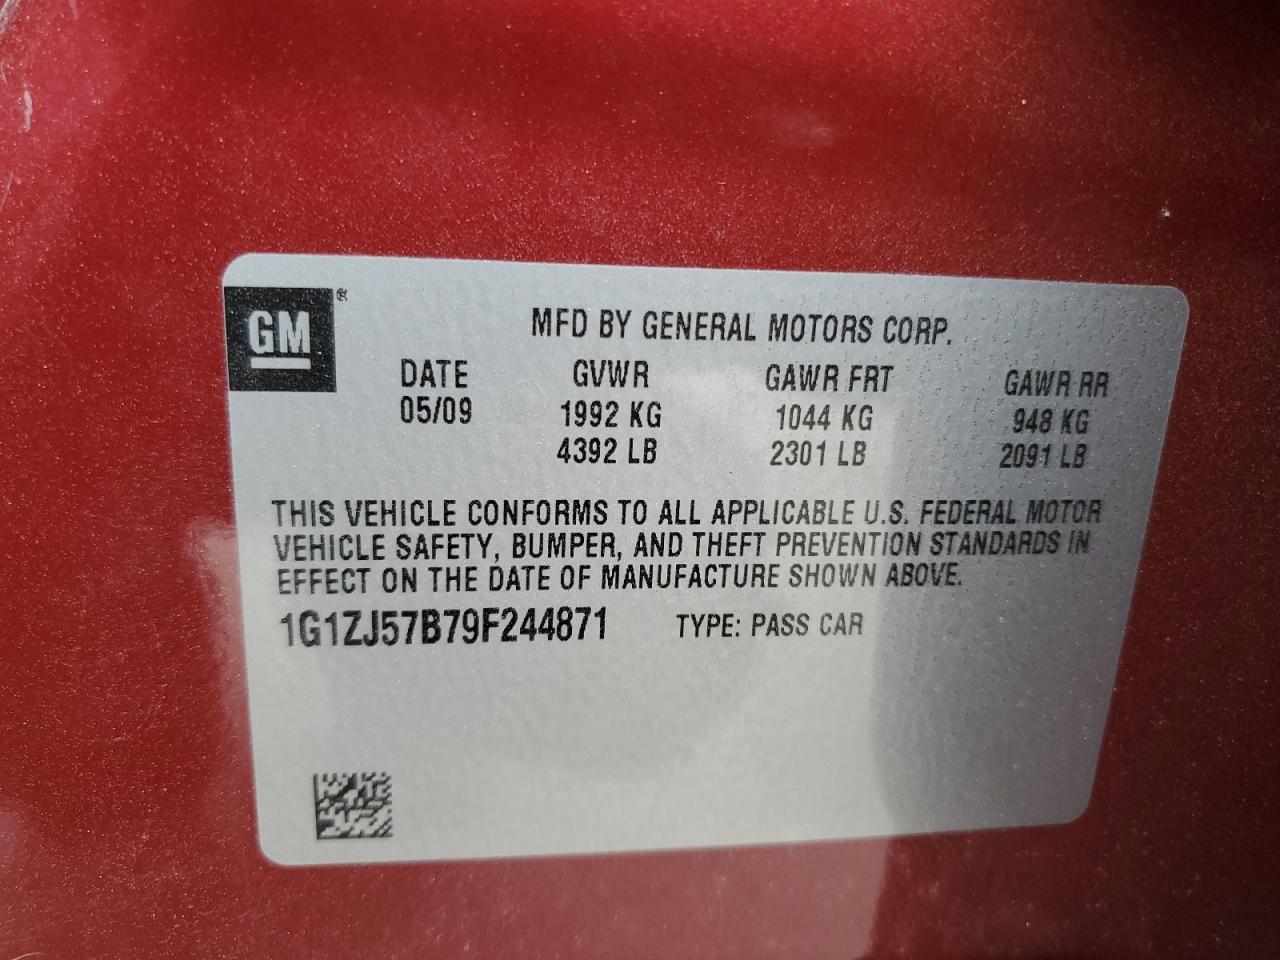 GM®
MFD BY GENERAL MOTORS CORP.
DATE GVWR GAWR FRT GAWR RR
05/09 1992 KG 1044 KG 948 KG
4392 LB 2301 LB 2091 LB
THIS VEHICLE CONFORMS TO ALL APPLICABLE U.S. FEDERAL MOTOR
VEHICLE SAFETY, BUMPER, AND THEFT PREVENTION STANDARDS IN
EFFECT ON THE DATE OF MANUFACTURE SHOWN ABOVE.
1G1ZJ57B79F244871 TYPE: PASS CAR